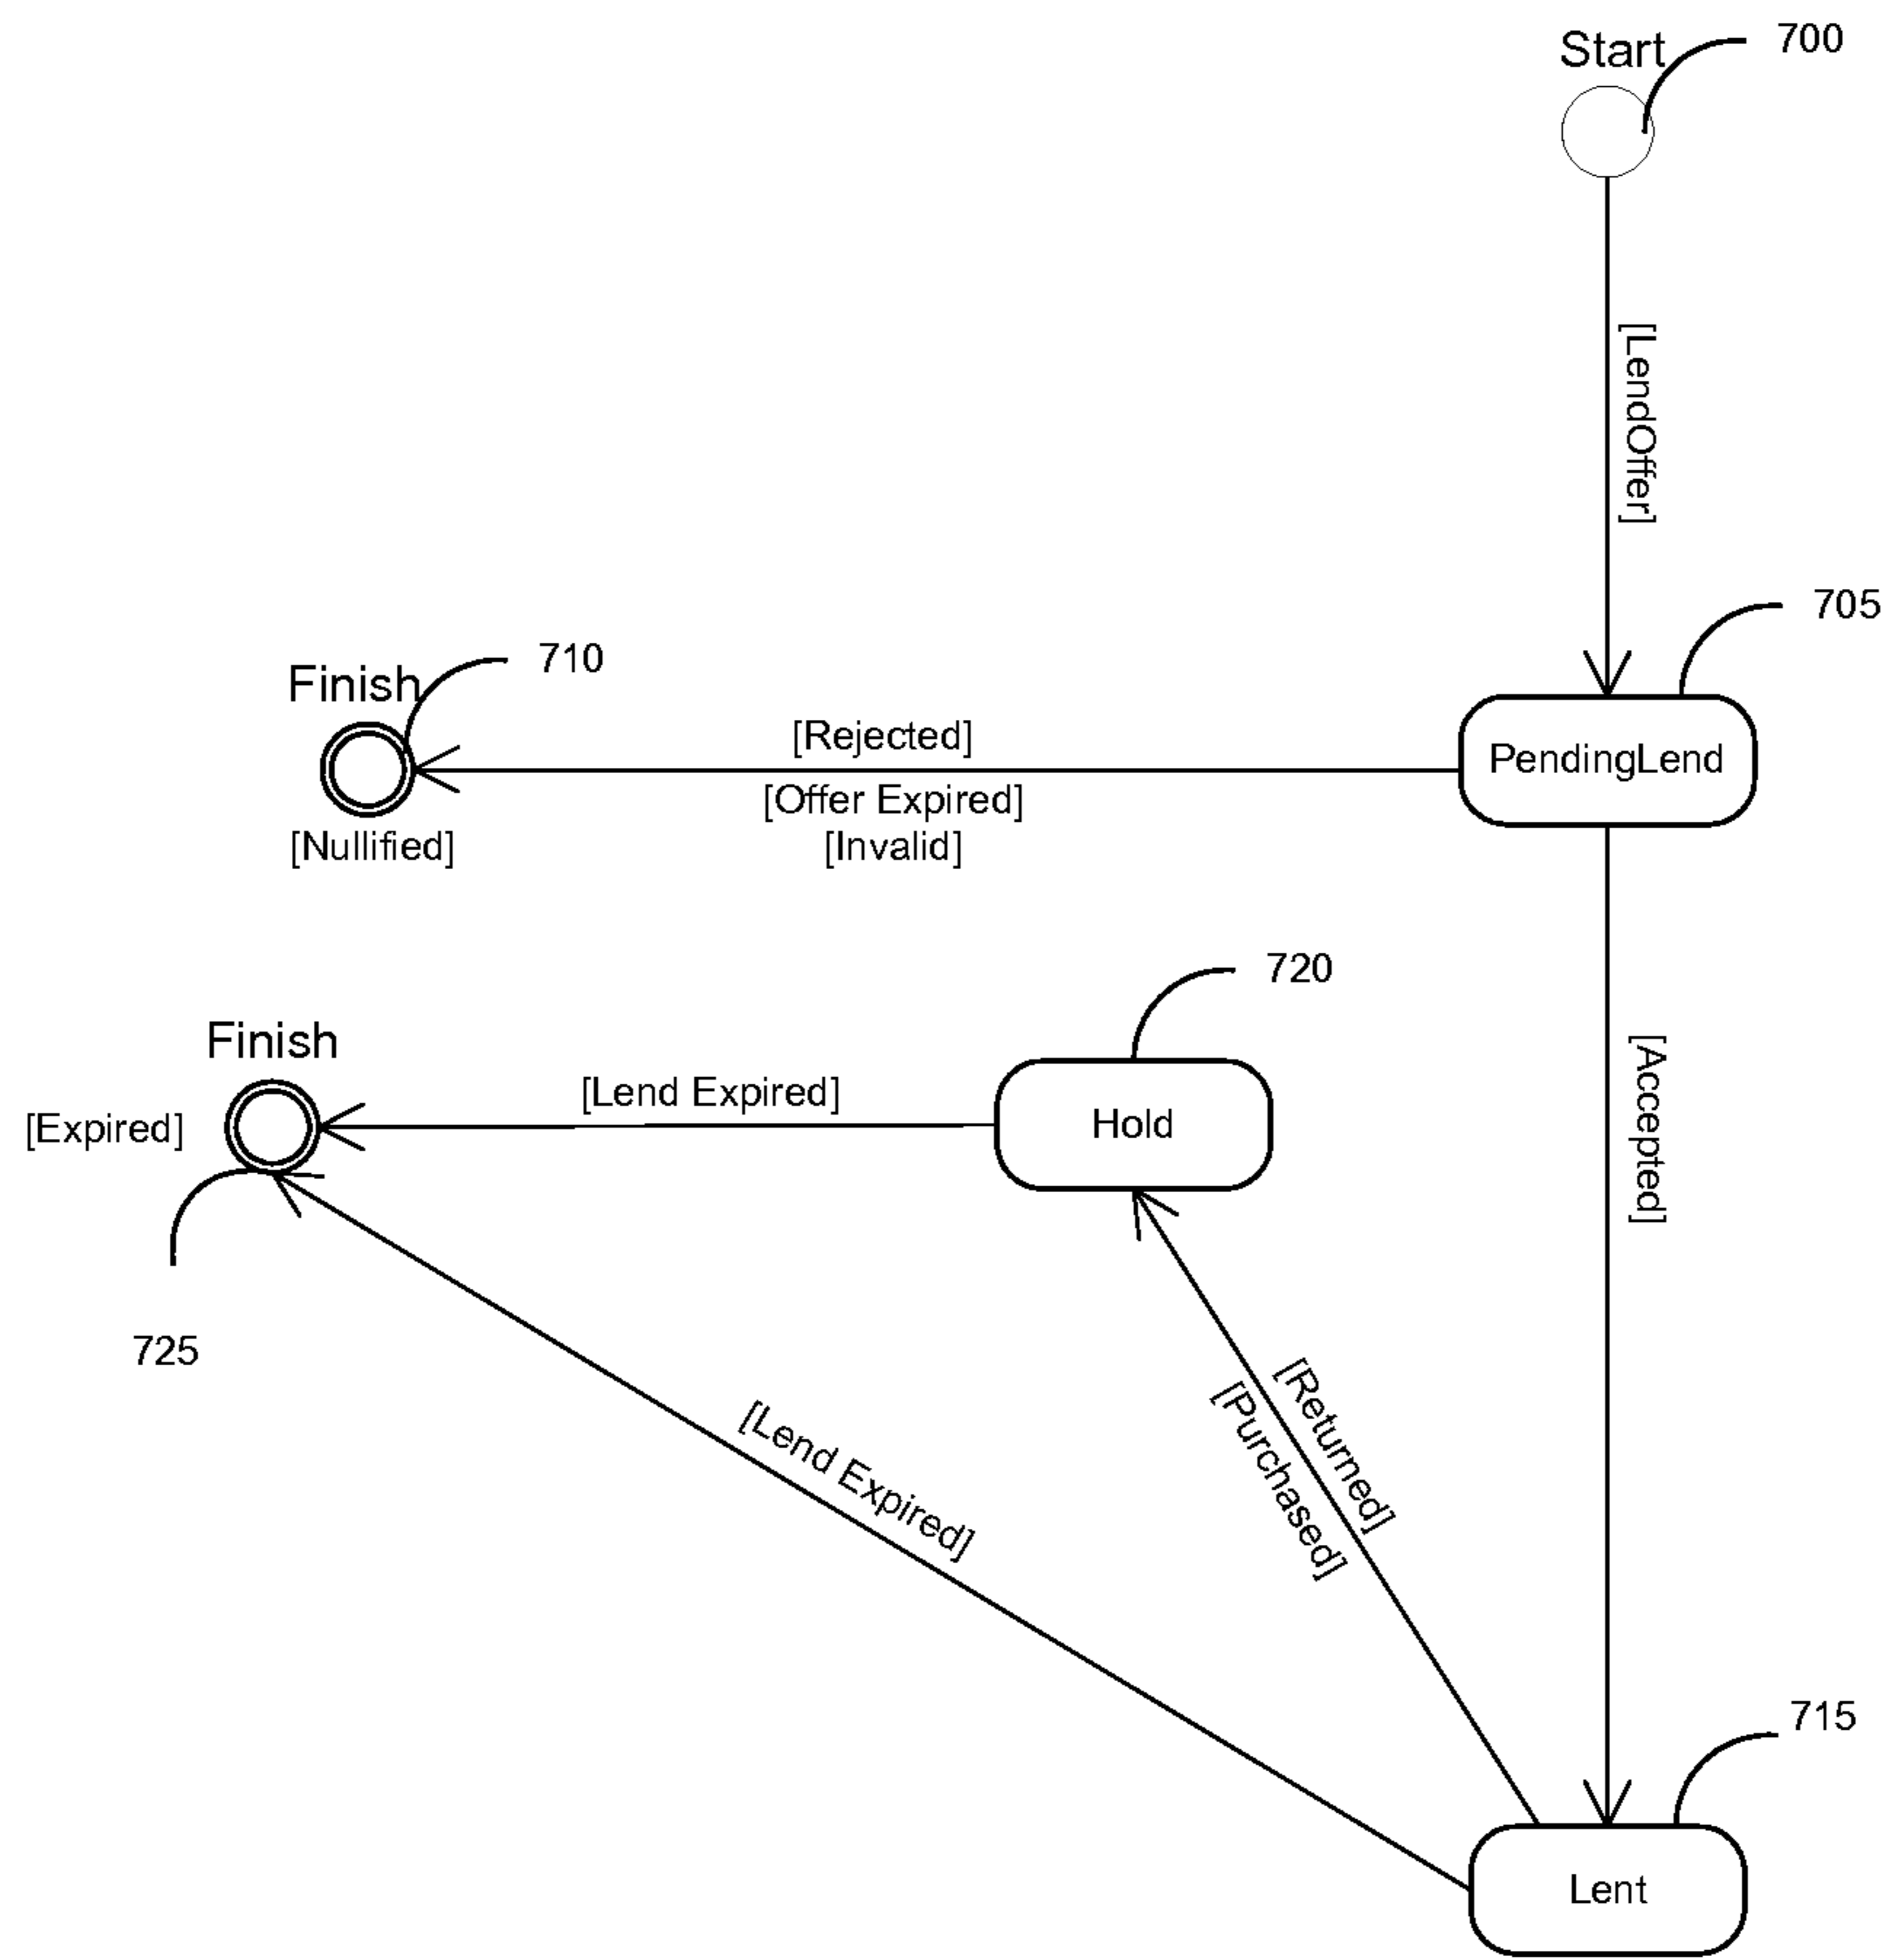 Start
700
[LendOffer]
705
Finish
710
[Rejected]
PendingLend
[Offer Expired]
[Nullified]
[Invalid]
720
Finish
[Accepted]
[Lend Expired]
Hold
[Expired]
725
[Returned]
[Purchased]
[Lend Expired]
715
Lent